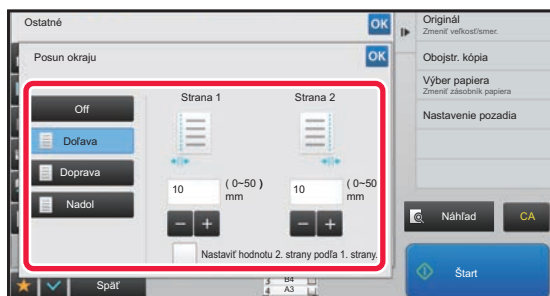 Ostatné
OK
Posun okraju
OK
Off
Doľava
Doprava
Nadol
Strana 1
Strana 2
10
( 0~50 )
mm
10
( 0~50
mm
Nastaviť hodnotu 2. strany podľa 1. strany.
Späť
3 B4
4 A3
Originál
Zmeniť veľkosť/smer.
Obojstr. kópia
Výber papiera
Zmeniť zásobník papiera
Nastavenie pozadia
Náhľad
CA
Štart